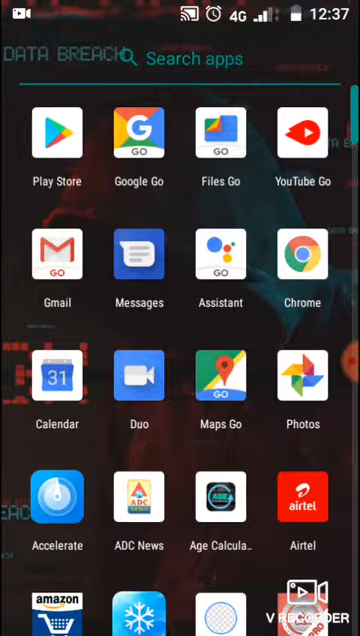 4G 12:37
DATA BREACH
Search apps
GO GO
Play Store Google Go Files Go YouTube Go
GO GO
Gmail Messages Assistant Chrome
31 GO
Calendar Duo Maps Go Photos
ADC NEWS AGE airtel
Accelerate ADC News Age Calcula.. Airtel
amazon
V RECORDER